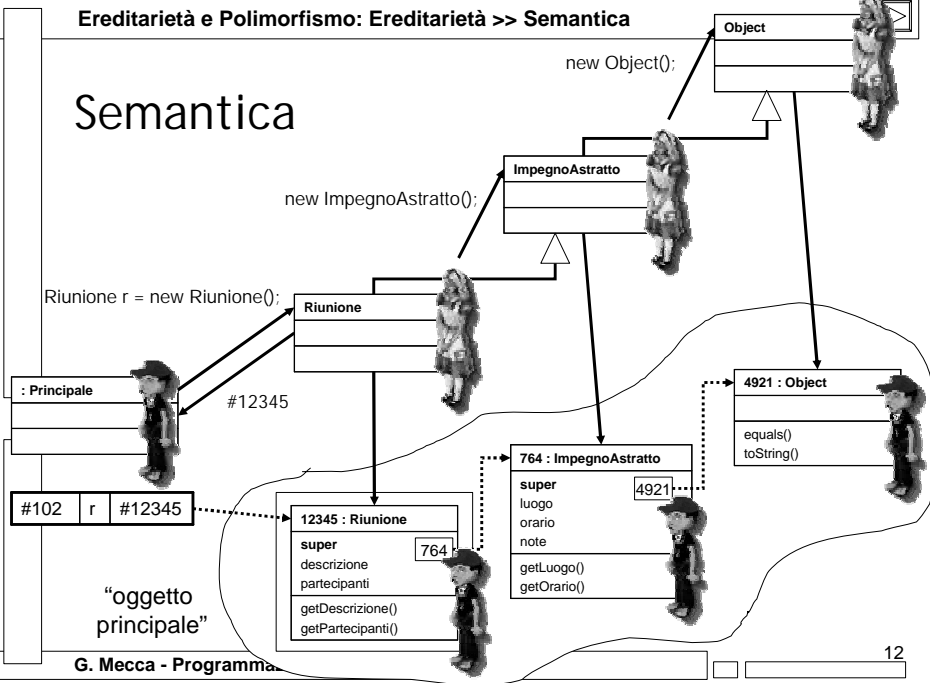 Ereditarietà e Polimorfismo: Ereditarietà >> Semantica
Object
new Object();
Semantica
ImpegnoAstratto
new ImpegnoAstratto();
Riunione r = new Riunione();
Riunione
: Principale
#12345
4921 : Object
equals()
toString()
764 : ImpegnoAstratto
super
4921
luogo
orario
note
getLuogo()
getOrario()
#102 r #12345
12345 : Riunione
super
764
descrizione
partecipanti
getDescrizione()
getPartecipanti()
“oggetto
principale”
G. Mecca -
12